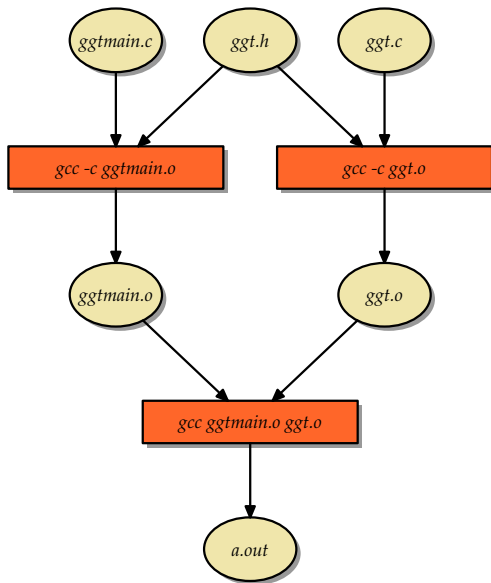 ggtmain.c
ggt.h
ggt.c
gcc -c ggtmain.o
gcc -c ggt.o
ggtmain.o
ggt.o
gcc ggtmain.o ggt.o
a.out